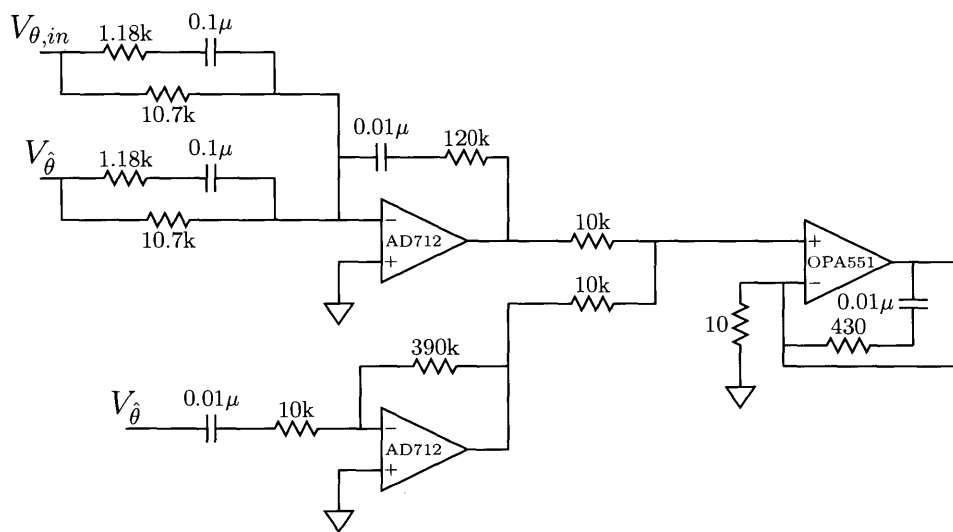 V_{θ,in}
1.18k
0.1μ
10.7k
V_{\hat{θ}}
1.18k
0.1μ
10.7k
0.01μ
120k
−
AD712
+
10k
10k
+
OPA551
−
0.01μ
430
10
390k
V_{\hat{θ}}
0.01μ
10k
−
AD712
+